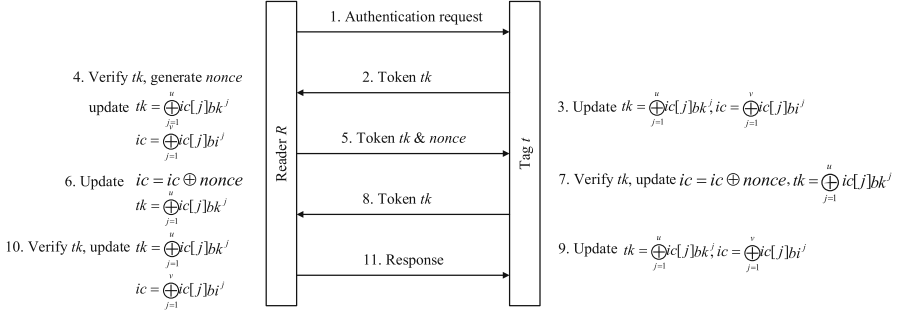 1. Authentication request
4. Verify tk, generate nonce
2. Token tk
update tk = ⊕_{j=1}^{u} ic[j]bk^j
3. Update tk = ⊕_{j=1}^{u} ic[j]bk^j, ic = ⊕_{j=1}^{v} ic[j]bi^j
ic = ⊕_{j=1}^{v} ic[j]bi^j
5. Token tk & nonce
Reader R
Tag t
6. Update ic = ic ⊕ nonce
7. Verify tk, update ic = ic ⊕ nonce, tk = ⊕_{j=1}^{u} ic[j]bk^j
tk = ⊕_{j=1}^{u} ic[j]bk^j
8. Token tk
10. Verify tk, update tk = ⊕_{j=1}^{u} ic[j]bk^j
9. Update tk = ⊕_{j=1}^{u} ic[j]bk^j, ic = ⊕_{j=1}^{v} ic[j]bi^j
11. Response
ic = ⊕_{j=1}^{v} ic[j]bi^j